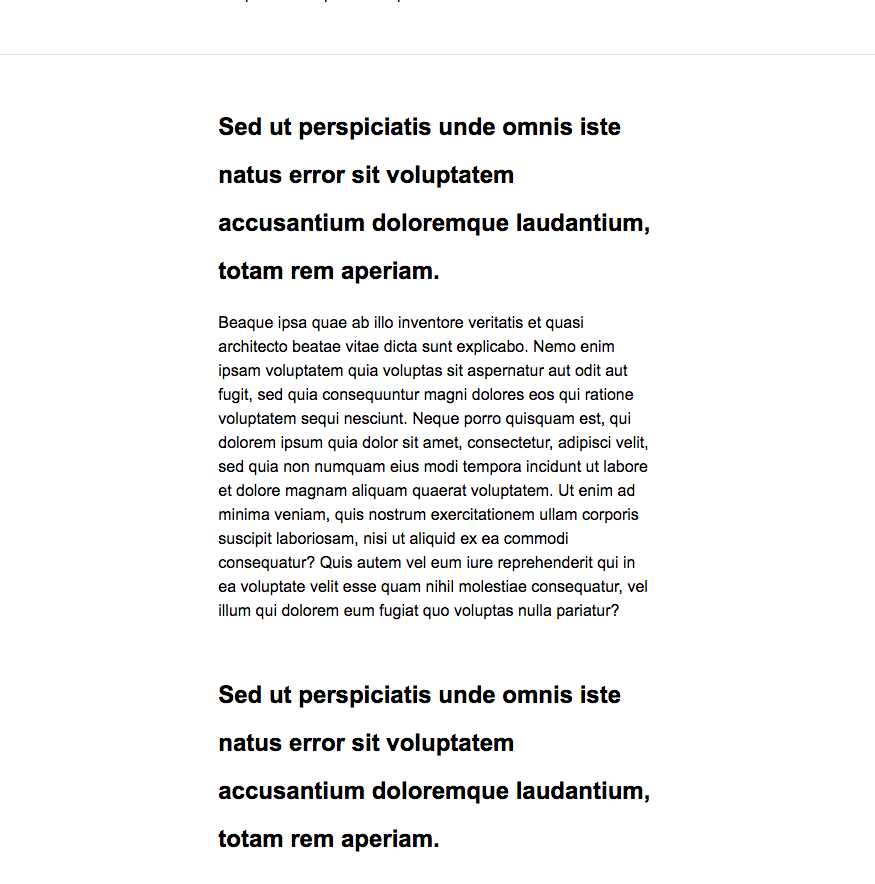 Sed ut perspiciatis unde omnis iste
natus error sit voluptatem
accusantium doloremque laudantium,
totam rem aperiam.
Beaque ipsa quae ab illo inventore veritatis et quasi
architecto beatae vitae dicta sunt explicabo. Nemo enim
ipsam voluptatem quia voluptas sit aspernatur aut odit aut
fugit, sed quia consequuntur magni dolores eos qui ratione
voluptatem sequi nesciunt. Neque porro quisquam est, qui
dolorem ipsum quia dolor sit amet, consectetur, adipisci velit,
sed quia non numquam eius modi tempora incidunt ut labore
et dolore magnam aliquam quaerat voluptatem. Ut enim ad
minima veniam, quis nostrum exercitationem ullam corporis
suscipit laboriosam, nisi ut aliquid ex ea commodi
consequatur? Quis autem vel eum iure reprehenderit qui in
ea voluptate velit esse quam nihil molestiae consequatur, vel
illum qui dolorem eum fugiat quo voluptas nulla pariatur?
Sed ut perspiciatis unde omnis iste
natus error sit voluptatem
accusantium doloremque laudantium,
totam rem aperiam.